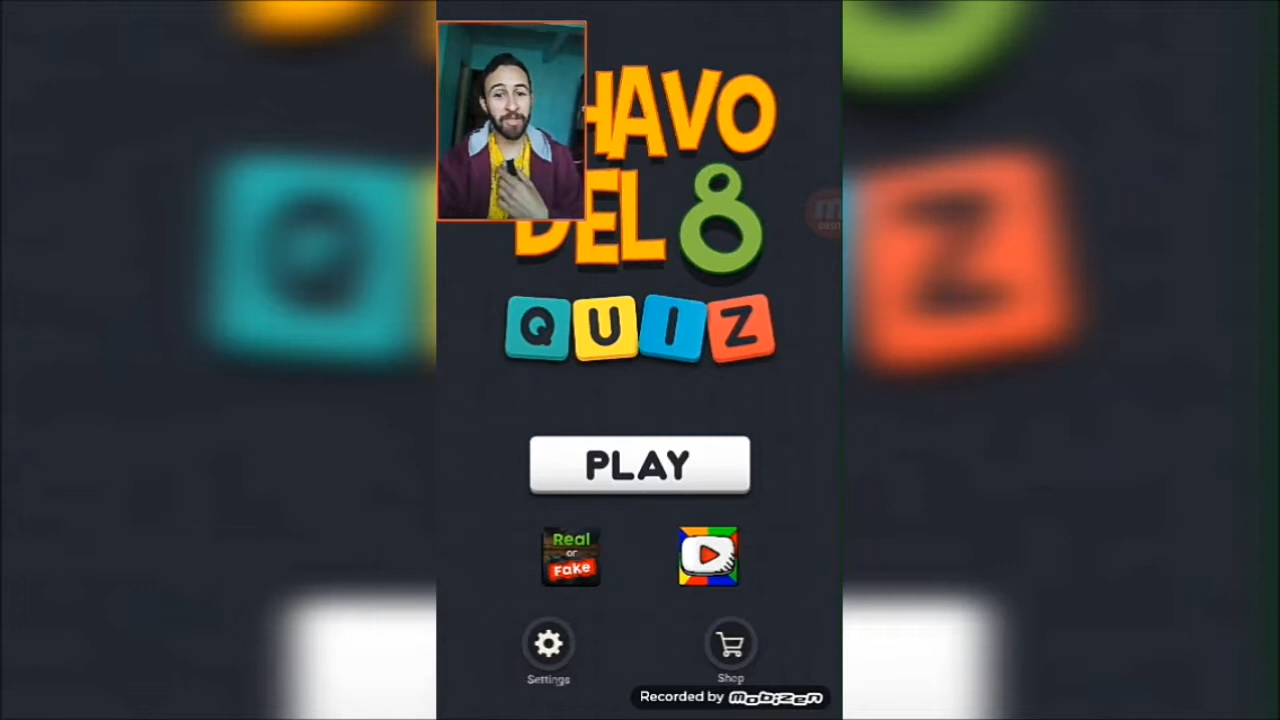 HAVO
DEL 8
QUIZ
PLAY
Real
or
Fake
Settings
Shop
Recorded by mobizen